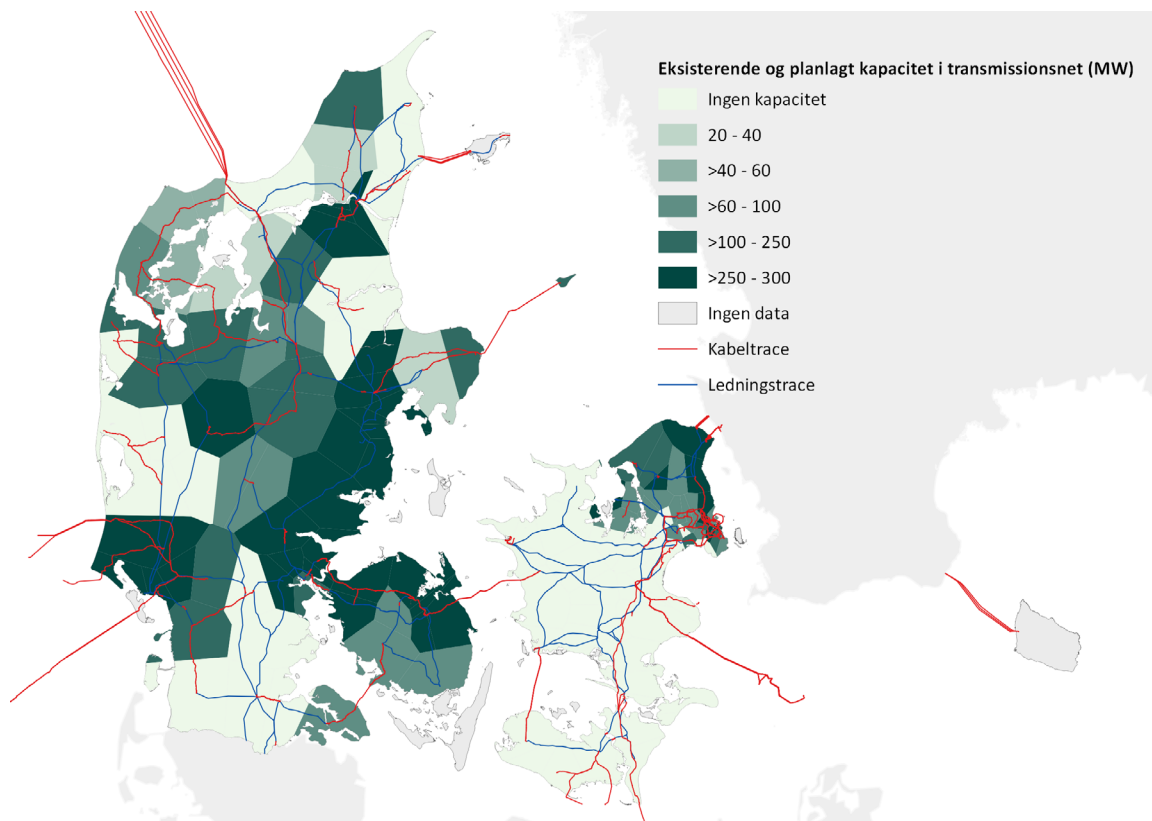 Eksisterende og planlagt kapacitet i transmissionsnet (MW)
Ingen kapacitet
20 - 40
>40 - 60
>60 - 100
>100 - 250
>250 - 300
Ingen data
Kabeltrace
Ledningstrace